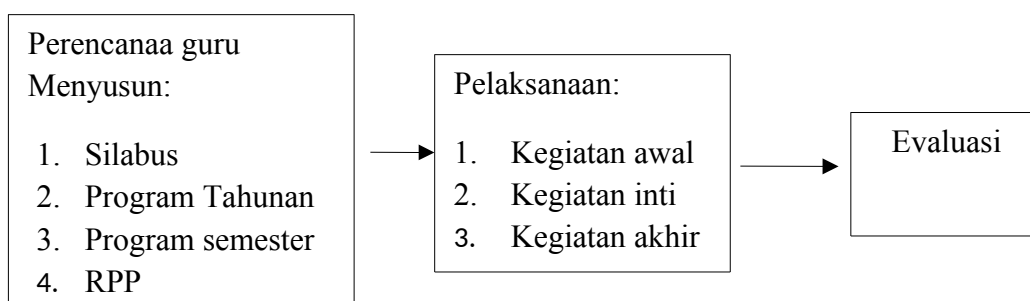 Perencanaa guru
Menyusun:
1. Silabus
2. Program Tahunan
3. Program semester
4. RPP
Pelaksanaan:
1. Kegiatan awal
2. Kegiatan inti
3. Kegiatan akhir
Evaluasi